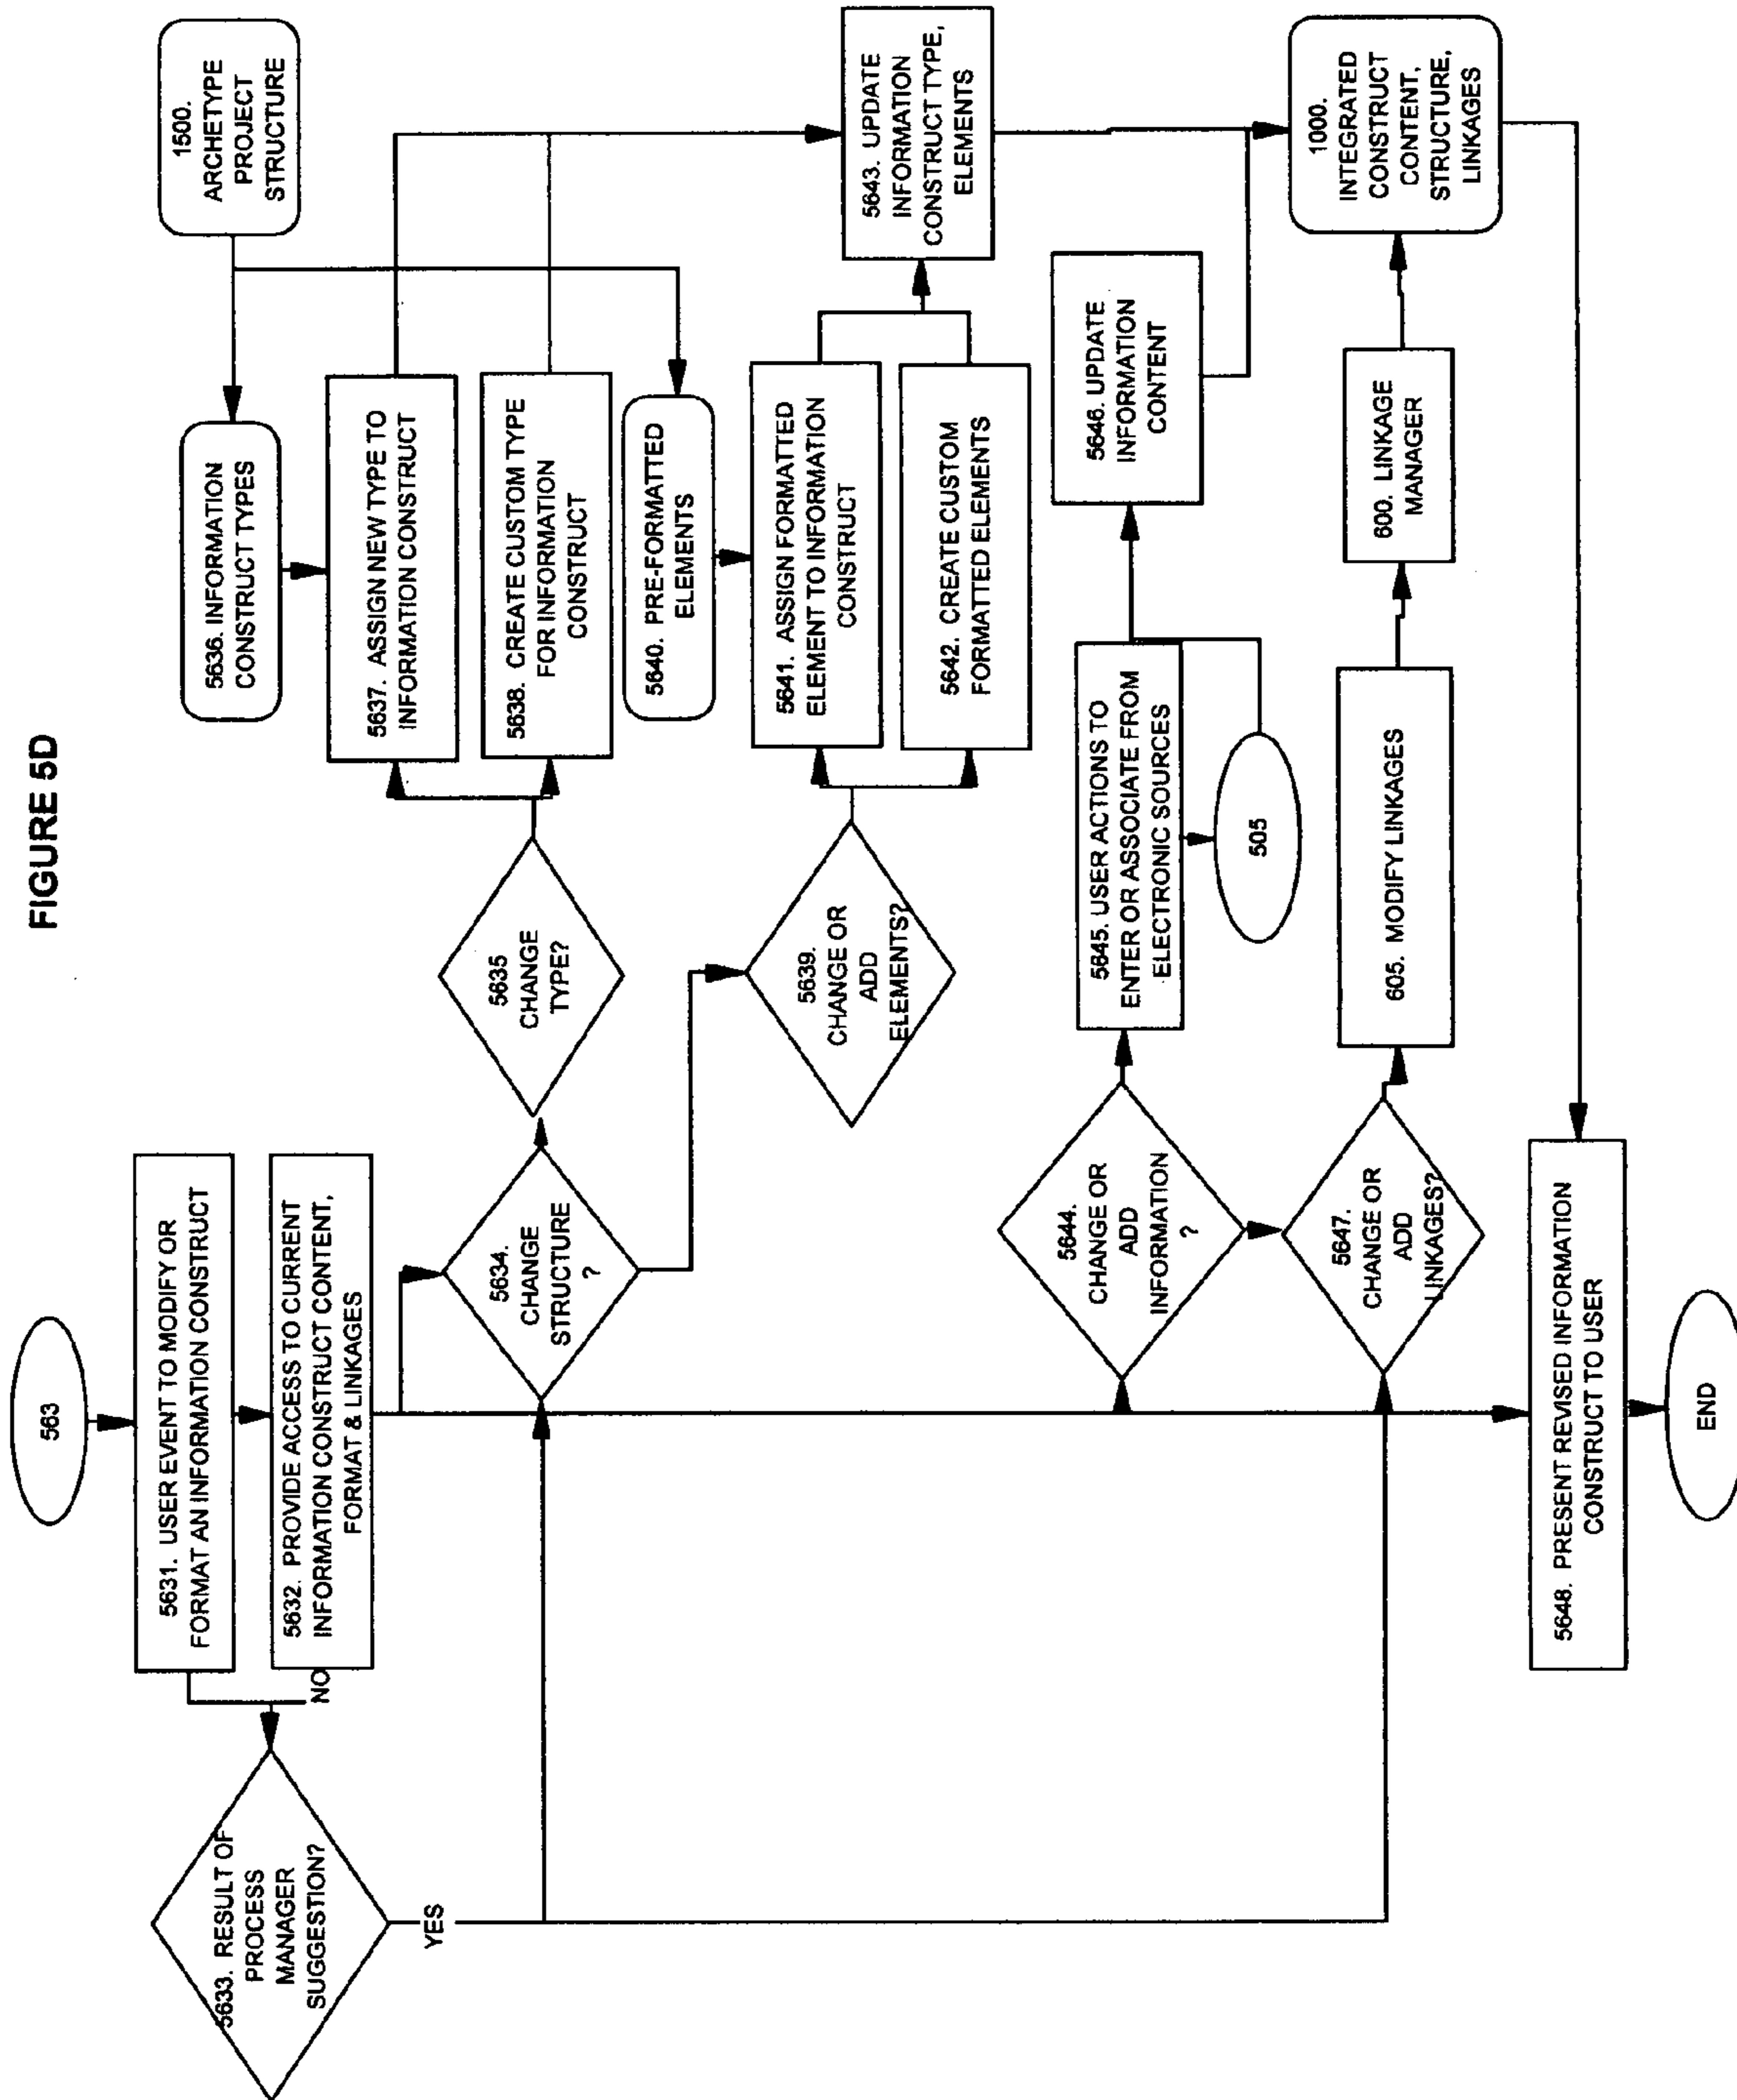 FIGURE 5D
563
5631. USER EVENT TO MODIFY OR
FORMAT AN INFORMATION CONSTRUCT
5632. PROVIDE ACCESS TO CURRENT
INFORMATION CONSTRUCT CONTENT,
FORMAT & LINKAGES
NO
5633. RESULT OF
PROCESS
MANAGER
SUGGESTION?
YES
5634.
CHANGE
STRUCTURE
?
5635
CHANGE
TYPE?
1500.
ARCHETYPE
PROJECT
STRUCTURE
5636. INFORMATION
CONSTRUCT TYPES
5637. ASSIGN NEW TYPE TO
INFORMATION CONSTRUCT
5638. CREATE CUSTOM TYPE
FOR INFORMATION
CONSTRUCT
5639.
CHANGE OR
ADD
ELEMENTS?
5640. PRE-FORMATTED
ELEMENTS
5641. ASSIGN FORMATTED
ELEMENT TO INFORMATION
CONSTRUCT
5642. CREATE CUSTOM
FORMATTED ELEMENTS
5643. UPDATE
INFORMATION
CONSTRUCT TYPE,
ELEMENTS
5644.
CHANGE OR
ADD
INFORMATION
?
5645. USER ACTIONS TO
ENTER OR ASSOCIATE FROM
ELECTRONIC SOURCES
505
5646. UPDATE
INFORMATION
CONTENT
5647.
CHANGE OR
ADD
LINKAGES?
605. MODIFY LINKAGES
600. LINKAGE
MANAGER
1000.
INTEGRATED
CONSTRUCT
CONTENT,
STRUCTURE,
LINKAGES
5648. PRESENT REVISED INFORMATION
CONSTRUCT TO USER
END